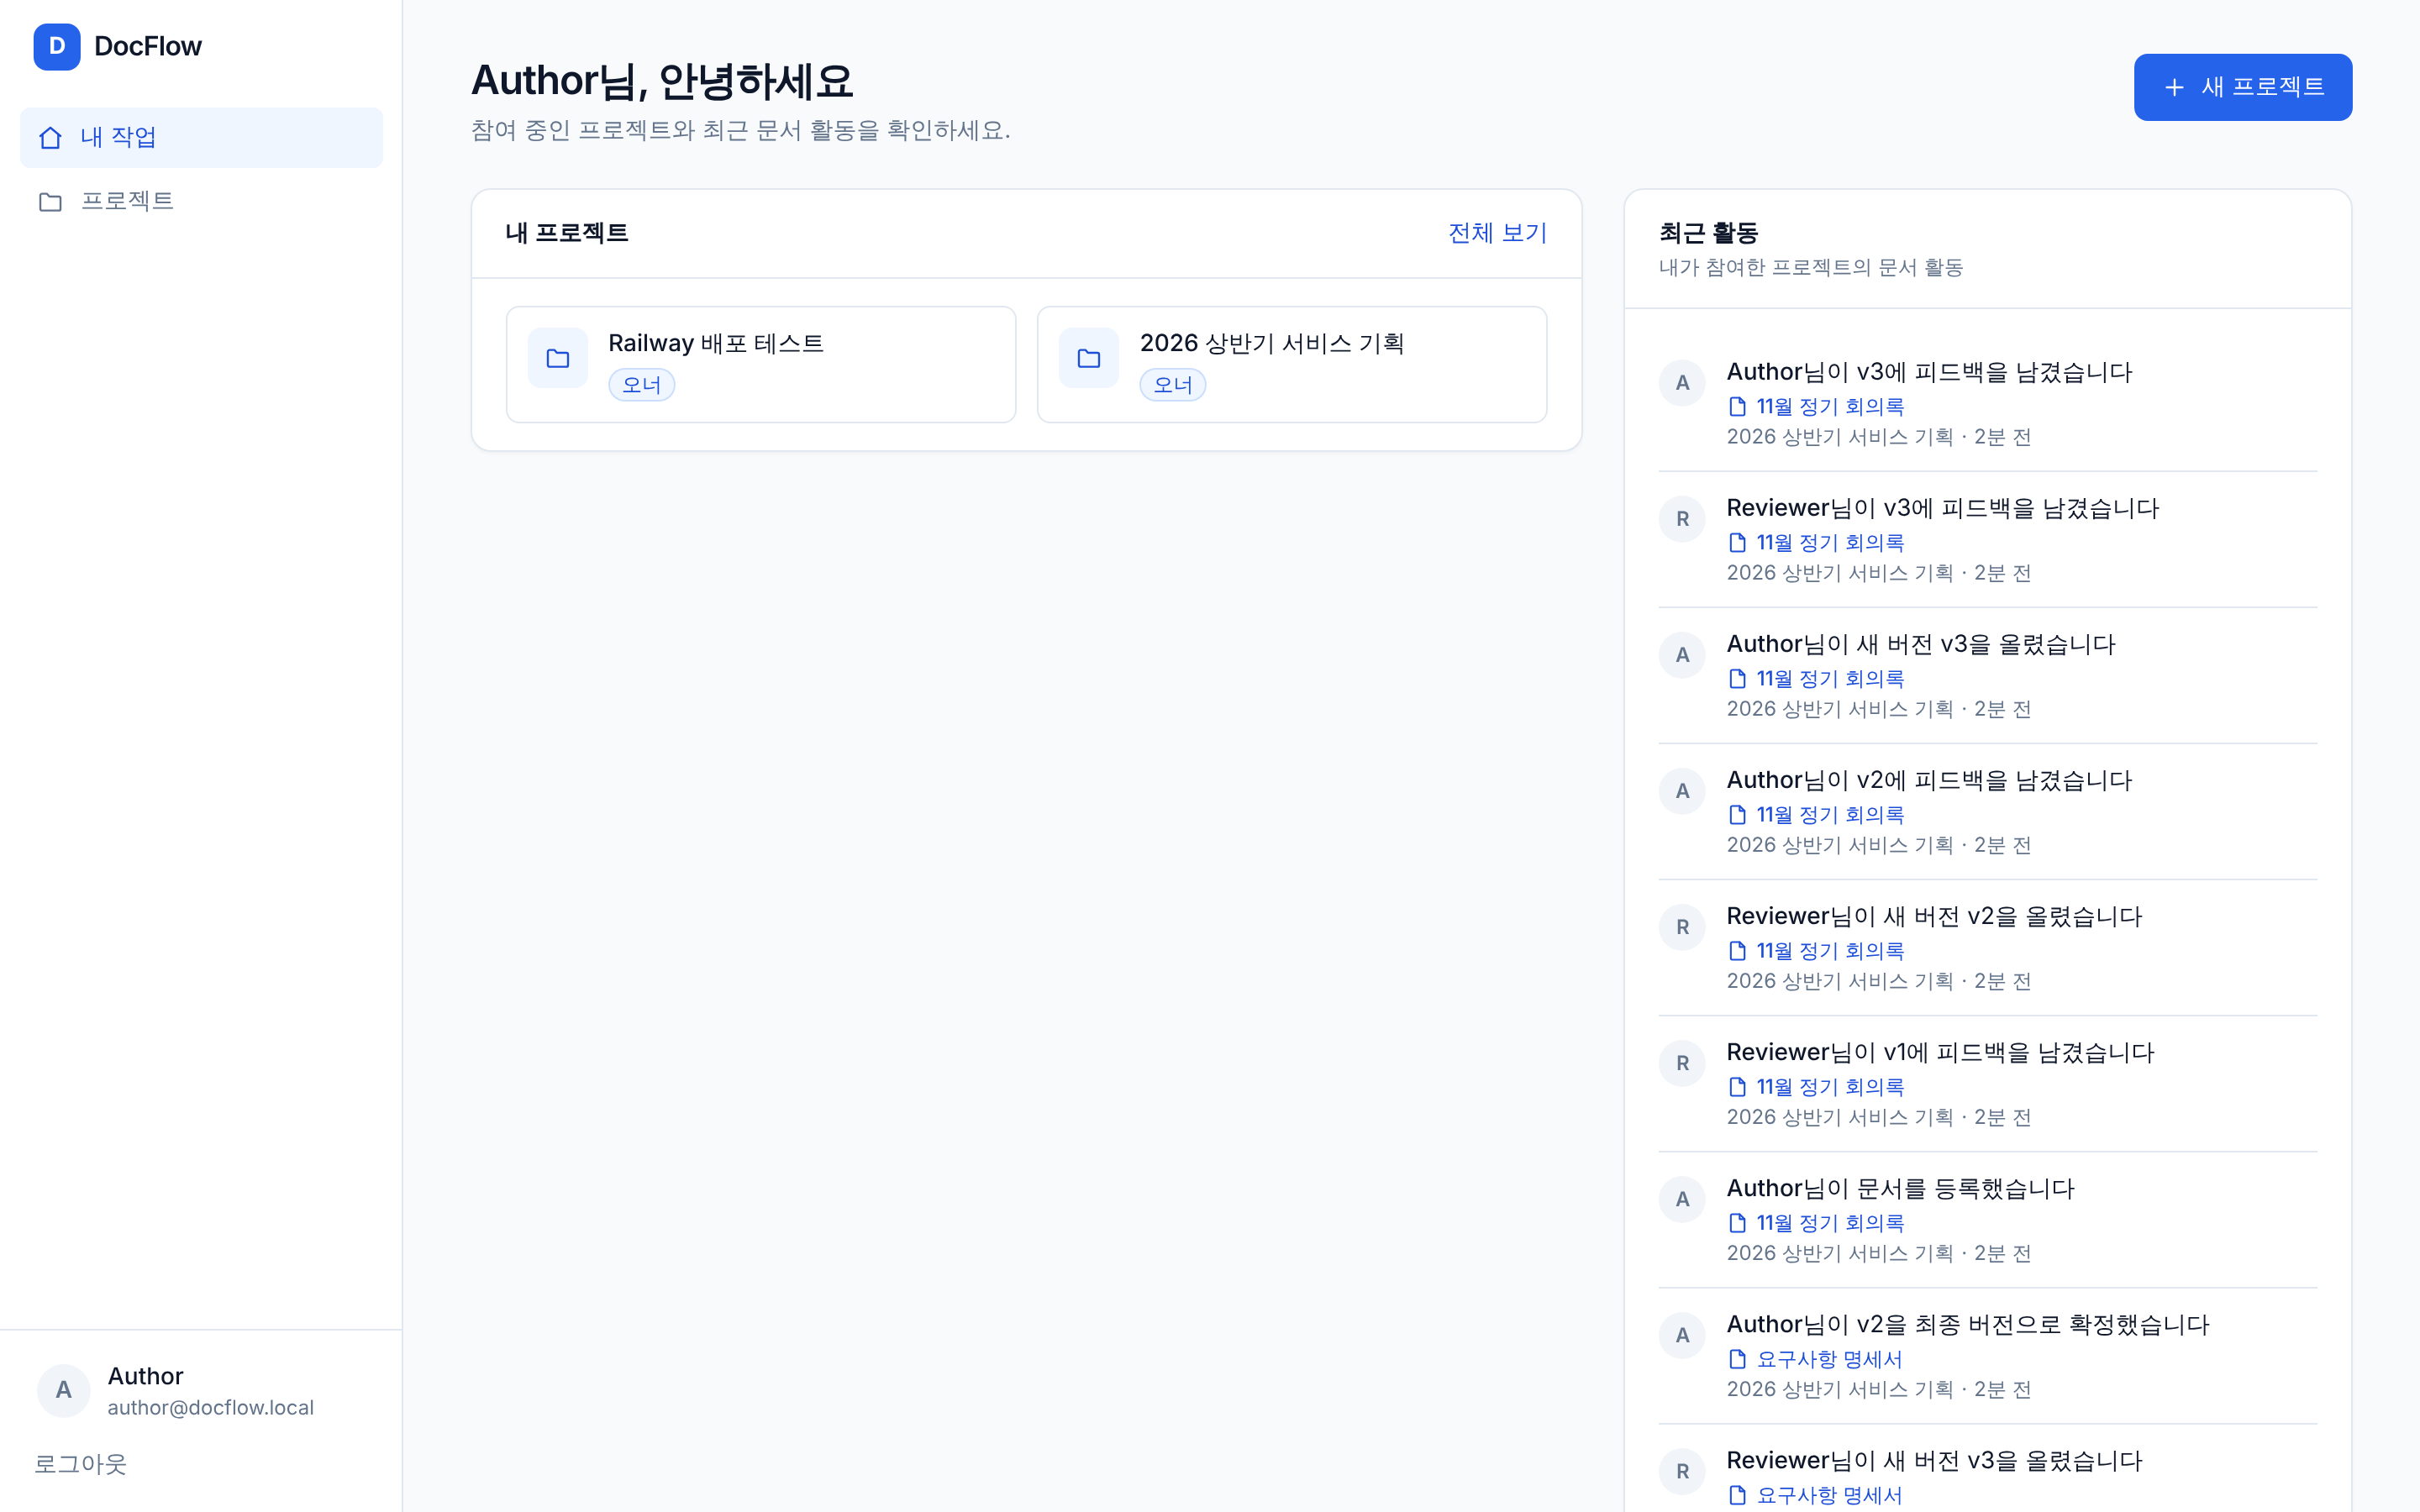 D DocFlow
내 작업
프로젝트
Author
A
author@docflow.local
로그아웃
Author님, 안녕하세요
참여 중인 프로젝트와 최근 문서 활동을 확인하세요.
+ 새 프로젝트
내 프로젝트
전체 보기
Railway 배포 테스트
오너
2026 상반기 서비스 기획
오너
최근 활동
내가 참여한 프로젝트의 문서 활동
A
Author님이 v3에 피드백을 남겼습니다
11월 정기 회의록
2026 상반기 서비스 기획 · 2분 전
R
Reviewer님이 v3에 피드백을 남겼습니다
11월 정기 회의록
2026 상반기 서비스 기획 · 2분 전
A
Author님이 새 버전 v3을 올렸습니다
11월 정기 회의록
2026 상반기 서비스 기획 · 2분 전
A
Author님이 v2에 피드백을 남겼습니다
11월 정기 회의록
2026 상반기 서비스 기획 · 2분 전
R
Reviewer님이 새 버전 v2을 올렸습니다
11월 정기 회의록
2026 상반기 서비스 기획 · 2분 전
R
Reviewer님이 v1에 피드백을 남겼습니다
11월 정기 회의록
2026 상반기 서비스 기획 · 2분 전
A
Author님이 문서를 등록했습니다
11월 정기 회의록
2026 상반기 서비스 기획 · 2분 전
A
Author님이 v2을 최종 버전으로 확정했습니다
요구사항 명세서
2026 상반기 서비스 기획 · 2분 전
R
Reviewer님이 새 버전 v3을 올렸습니다
요구사항 명세서